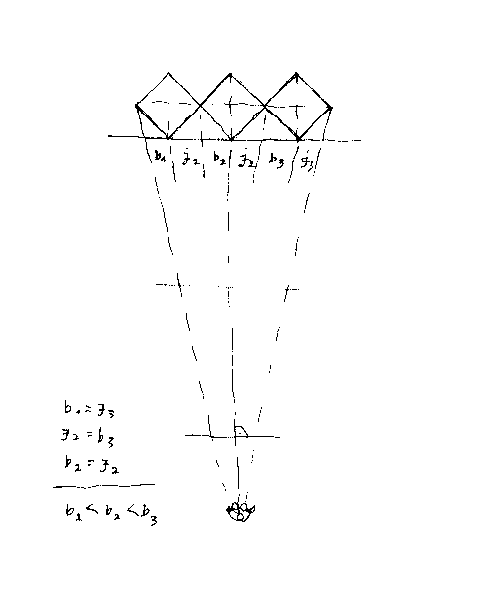 b₁ | J₂ | b₂ | J₂ | b₃ | J₃
b₁ = J₃
J₂ = b₃
b₂ = J₂
b₁ < b₂ < b₃